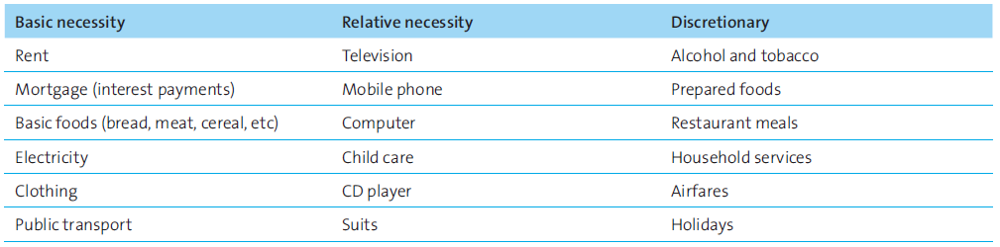 Basic necessity Relative necessity Discretionary
Rent Television Alcohol and tobacco
Mortgage (interest payments) Mobile phone Prepared foods
Basic foods (bread, meat, cereal, etc) Computer Restaurant meals
Electricity Child care Household services
Clothing CD player Airfares
Public transport Suits Holidays